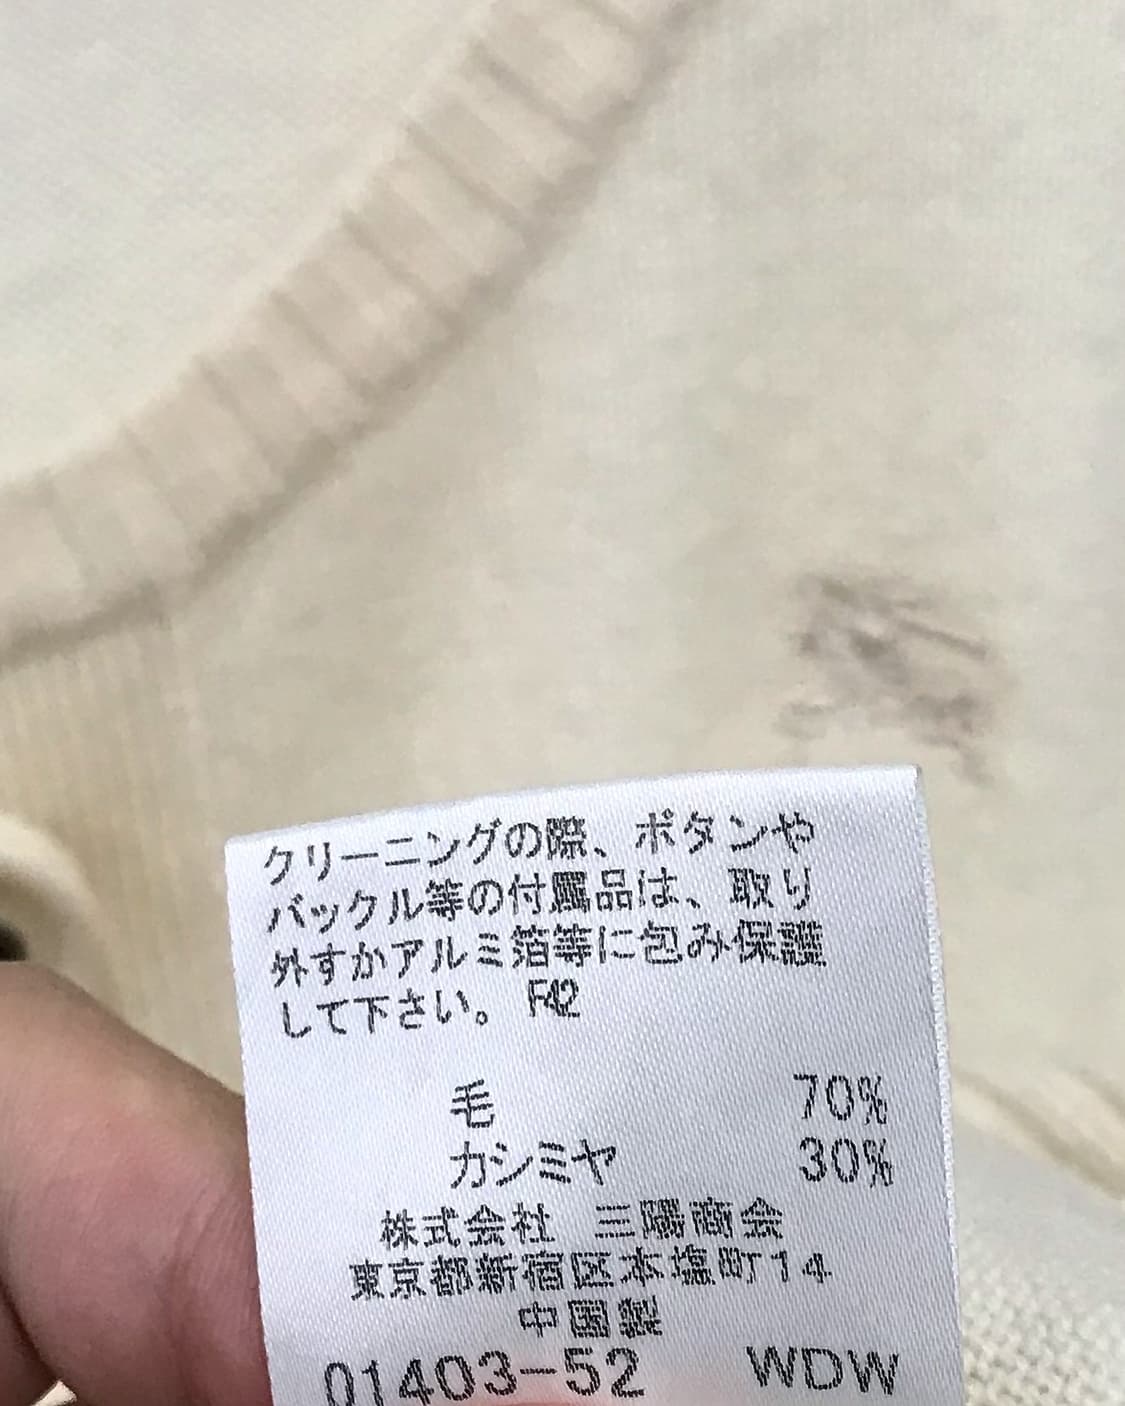 クリーニングの際、ボタンや
バックル等の付属品は、取り
外すかアルミ箔等に包み保護
して下さい。 F42
毛 70%
カシミヤ 30%
株式会社 三陽商会
東京都新宿区本塩町14
中国製
01403-52 WDW